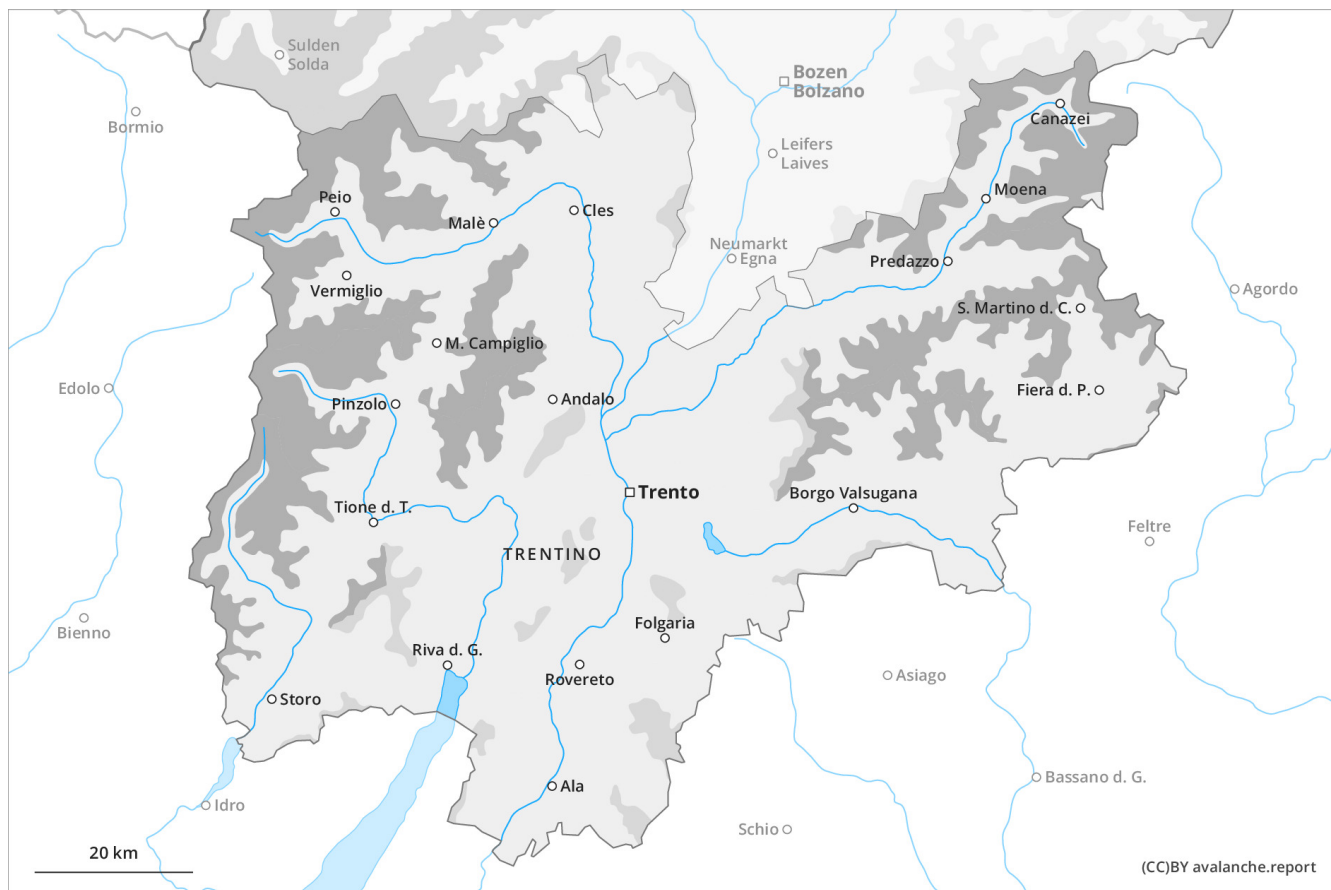 Sulden
Solda
Bozen
Bolzano
Bormio
Canazei
Leifers
Laives
Moena
Peio
Malè
Cles
Neumarkt
Egna
Predazzo
Vermiglio
Agordo
S. Martino d. C.
M. Campiglio
Edolo
Fiera d. P.
Pinzolo
Andalo
Trento
Borgo Valsugana
Tione d. T.
Feltre
TRENTINO
Bienno
Folgaria
Riva d. G.
Rovereto
Asiago
Storo
Bassano d. G.
Ala
Idro
Schio
20 km
(CC)BY avalanche.report